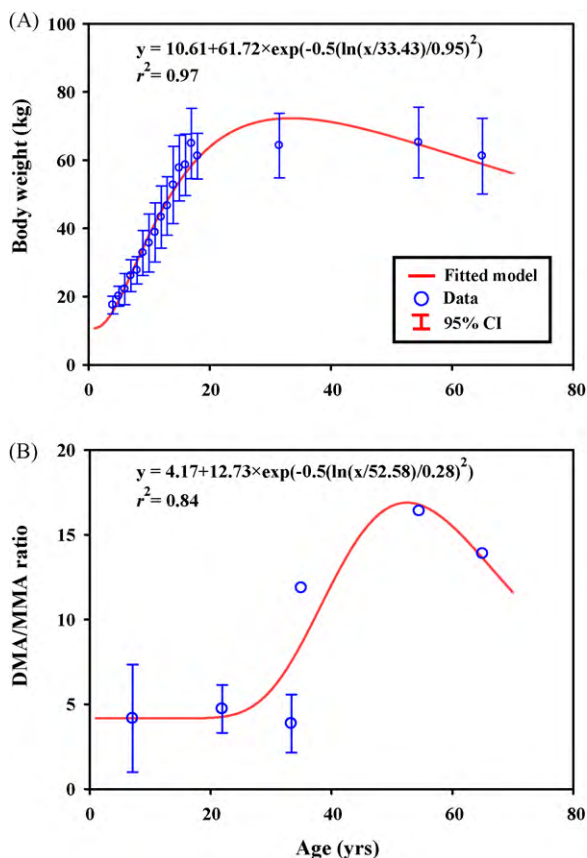 (A)
100
80
60
40
20
0
Body weight (kg)
y = 10.61+61.72×exp(-0.5(ln(x/33.43)/0.95)²)
r²= 0.97
Fitted model
Data
95% CI
0 20 40 60 80
(B)
20
15
10
5
0
DMA/MMA ratio
y = 4.17+12.73×exp(-0.5(ln(x/52.58)/0.28)²)
r²= 0.84
0 20 40 60 80
Age (yrs)